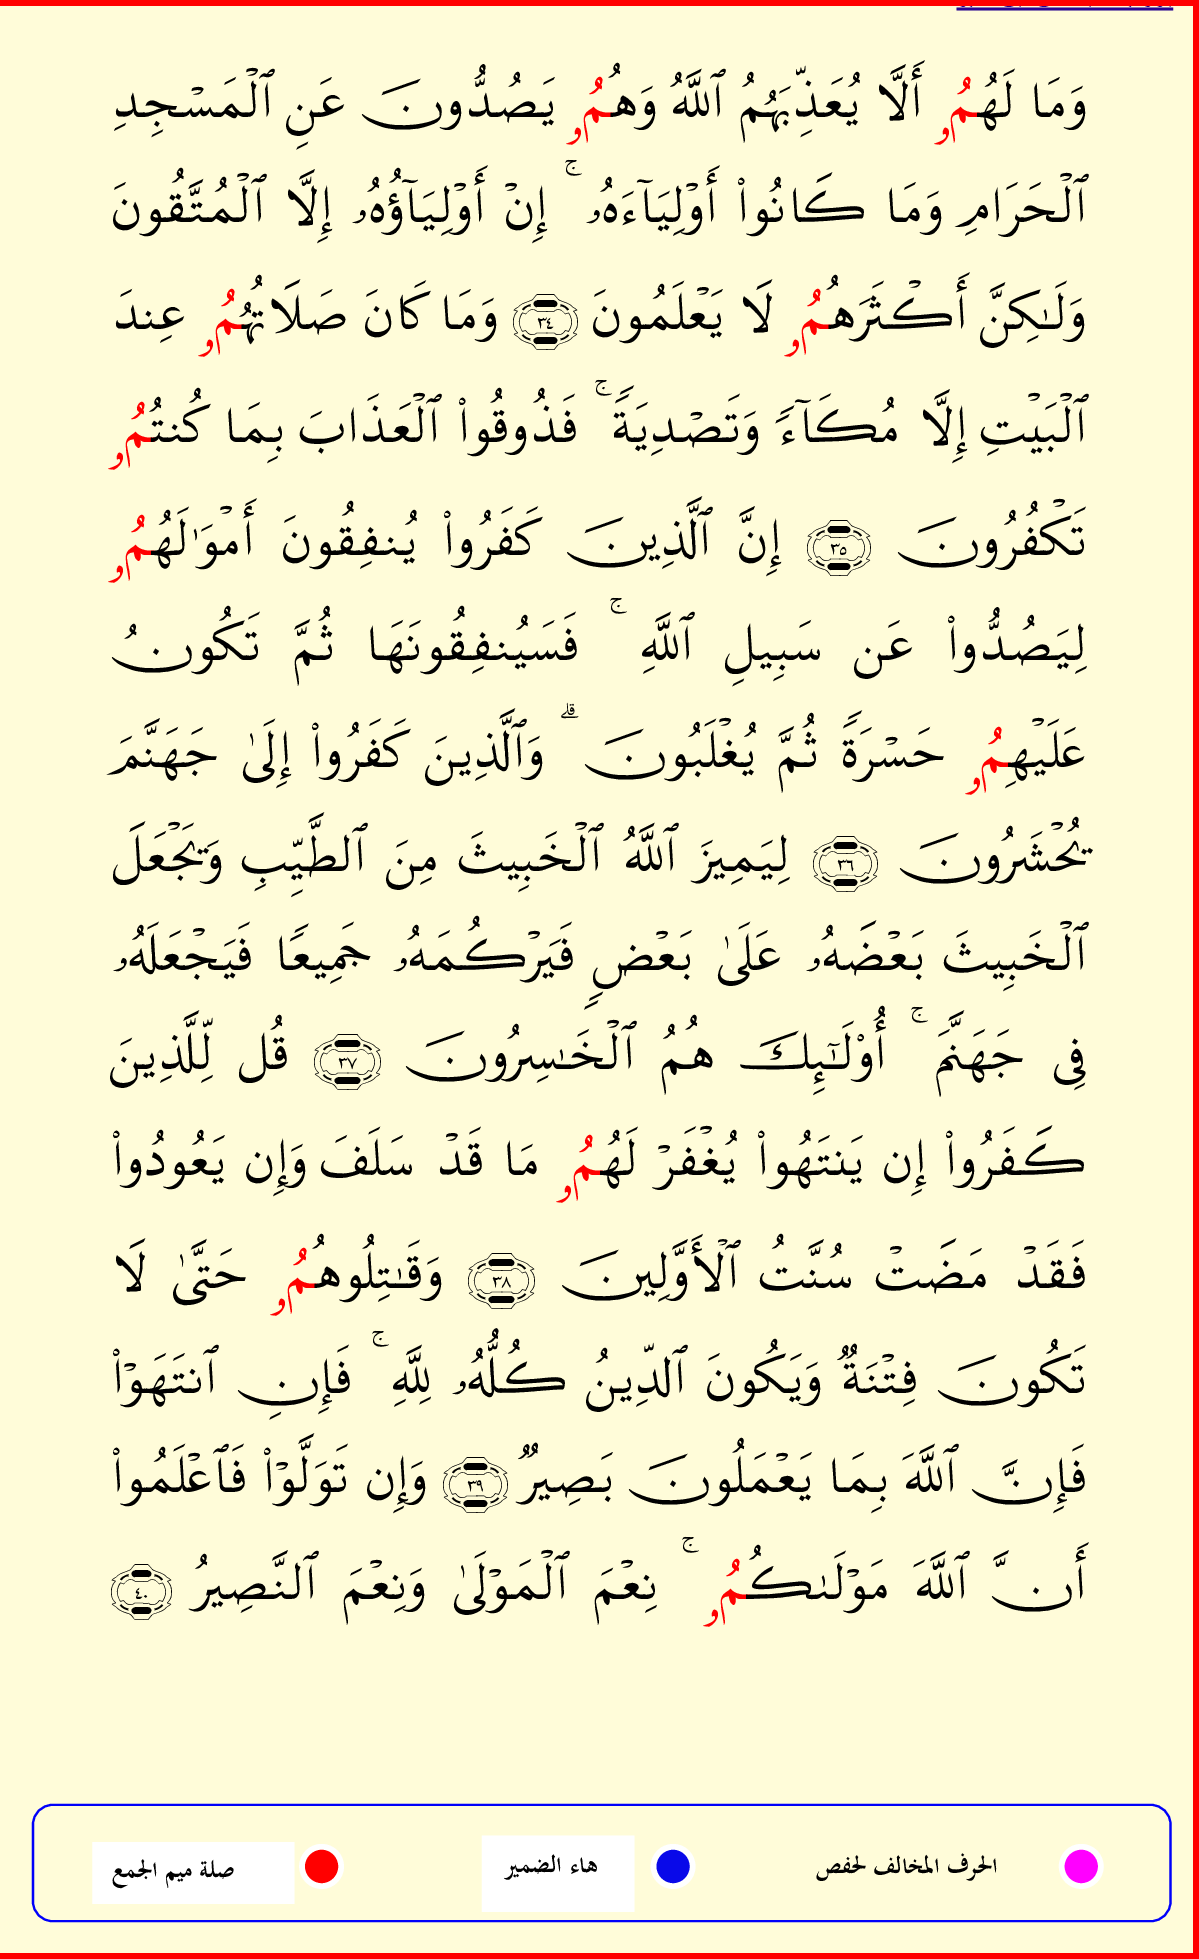 وَمَا لَهُمُۥ أَلَّا يُعَذِّبَهُمُ ٱللَّهُ وَهُمُۥ يَصُدُّونَ عَنِ ٱلْمَسْجِدِ
ٱلْحَرَامِ وَمَا كَانُوا۟ أَوْلِيَآءَهُۥ ۚ إِنْ أَوْلِيَآؤُهُۥ إِلَّا ٱلْمُتَّقُونَ
وَلَـٰكِنَّ أَكْثَرَهُمُۥ لَا يَعْلَمُونَ ٣٤ وَمَا كَانَ صَلَاتُهُمُۥ عِندَ
ٱلْبَيْتِ إِلَّا مُكَآءً وَتَصْدِيَةً ۚ فَذُوقُوا۟ ٱلْعَذَابَ بِمَا كُنتُمُۥ
تَكْفُرُونَ ٣٥ إِنَّ ٱلَّذِينَ كَفَرُوا۟ يُنفِقُونَ أَمْوَٰلَهُمُۥ
لِيَصُدُّوا۟ عَن سَبِيلِ ٱللَّهِ ۚ فَسَيُنفِقُونَهَا ثُمَّ تَكُونُ
عَلَيْهِمُۥ حَسْرَةً ثُمَّ يُغْلَبُونَ ۗ وَٱلَّذِينَ كَفَرُوا۟ إِلَىٰ جَهَنَّمَ
يُحْشَرُونَ ٣٦ لِيَمِيزَ ٱللَّهُ ٱلْخَبِيثَ مِنَ ٱلطَّيِّبِ وَيَجْعَلَ
ٱلْخَبِيثَ بَعْضَهُۥ عَلَىٰ بَعْضٍ فَيَرْكُمَهُۥ جَمِيعًا فَيَجْعَلَهُۥ
فِى جَهَنَّمَ ۚ أُو۟لَـٰٓئِكَ هُمُ ٱلْخَـٰسِرُونَ ٣٧ قُل لِّلَّذِينَ
كَفَرُوا۟ إِن يَنتَهُوا۟ يُغْفَرْ لَهُمُۥ مَا قَدْ سَلَفَ وَإِن يَعُودُوا۟
فَقَدْ مَضَتْ سُنَّتُ ٱلْأَوَّلِينَ ٣٨ وَقَـٰتِلُوهُمُۥ حَتَّىٰ لَا
تَكُونَ فِتْنَةٌ وَيَكُونَ ٱلدِّينُ كُلُّهُۥ لِلَّهِ ۚ فَإِنِ ٱنتَهَوْا۟
فَإِنَّ ٱللَّهَ بِمَا يَعْمَلُونَ بَصِيرٌ ٣٩ وَإِن تَوَلَّوْا۟ فَٱعْلَمُوا۟
أَنَّ ٱللَّهَ مَوْلَىٰكُمُۥ ۚ نِعْمَ ٱلْمَوْلَىٰ وَنِعْمَ ٱلنَّصِيرُ ٤٠
الحرف المخالف لحفص هاء الضمير صلة ميم الجمع